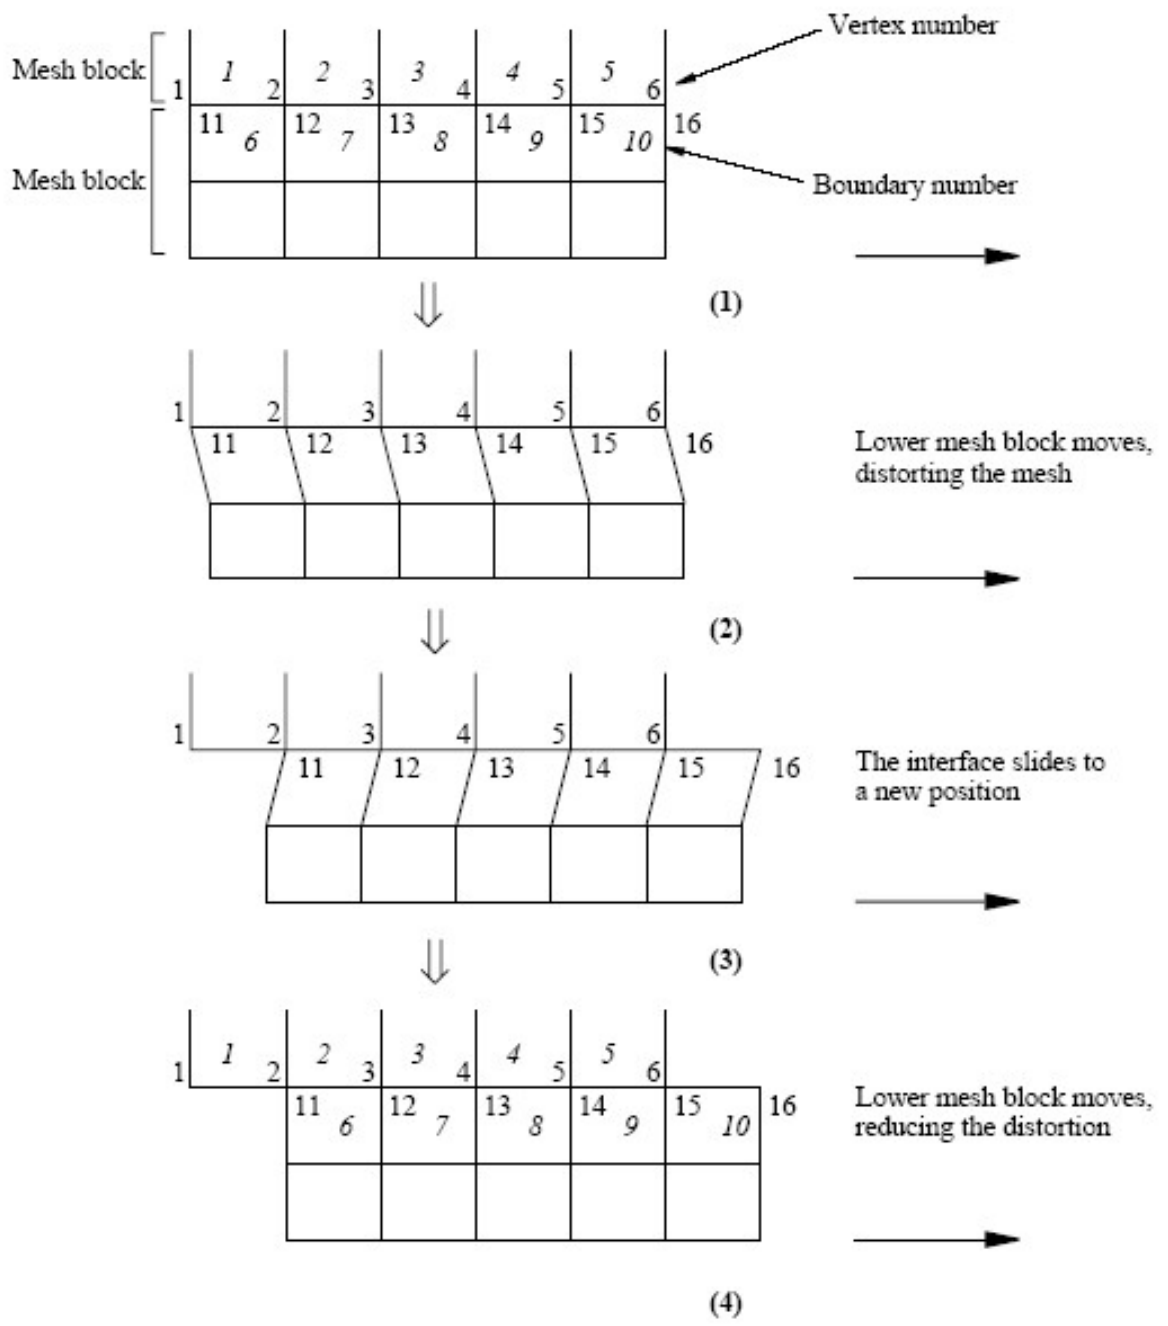 Vertex number
Mesh block
1 1 2 2 3 3 4 4 5 5 6
11 6 12 7 13 8 14 9 15 10 16
Mesh block
Boundary number
(1)
1 2 3 4 5 6
11 12 13 14 15 16
Lower mesh block moves,
distorting the mesh
(2)
1 2 3 4 5 6
11 12 13 14 15 16
The interface slides to
a new position
(3)
1 1 2 2 3 3 4 4 5 5 6
11 6 12 7 13 8 14 9 15 10 16
Lower mesh block moves,
reducing the distortion
(4)